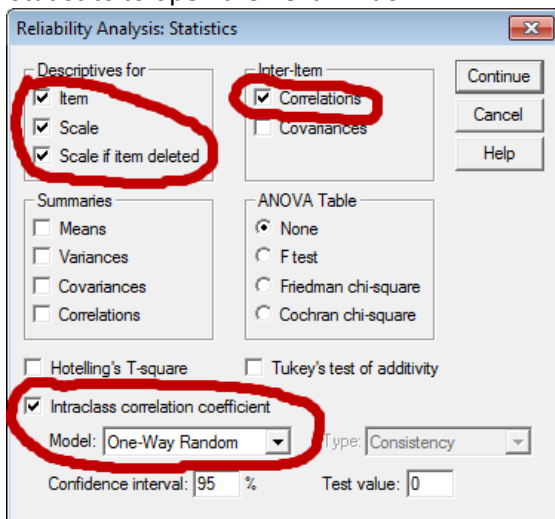 Reliability Analysis: Statistics
Descriptives for
Item
Scale
Scale if item deleted
Inter-Item
Correlations
Covariances
Continue
Cancel
Help
Summaries
Means
Variances
Covariances
Correlations
ANOVA Table
None
F test
Friedman chi-square
Cochran chi-square
Hotelling's T-square
Tukey's test of additivity
Intraclass correlation coefficient
Model: One-Way Random
Type: Consistency
Confidence interval: 95 %
Test value: 0